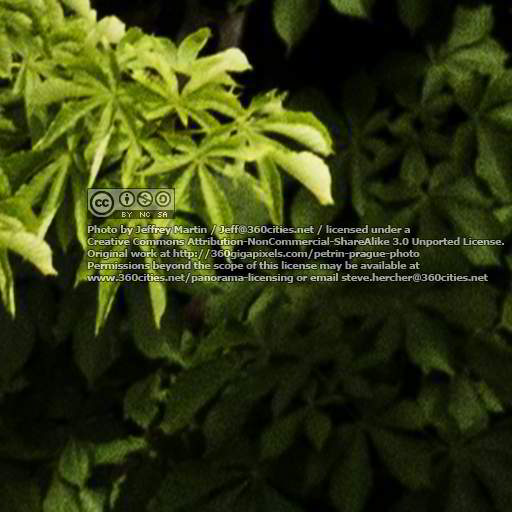 cc BY NC SA
Photo by Jeffrey Martin / Jeff@360cities.net / licensed under a
Creative Commons Attribution-NonCommercial-ShareAlike 3.0 Unported License.
Original work at http://360gigapixels.com/petrin-prague-photo
Permissions beyond the scope of this license may be available at
www.360cities.net/panorama-licensing or email steve.hercher@360cities.net